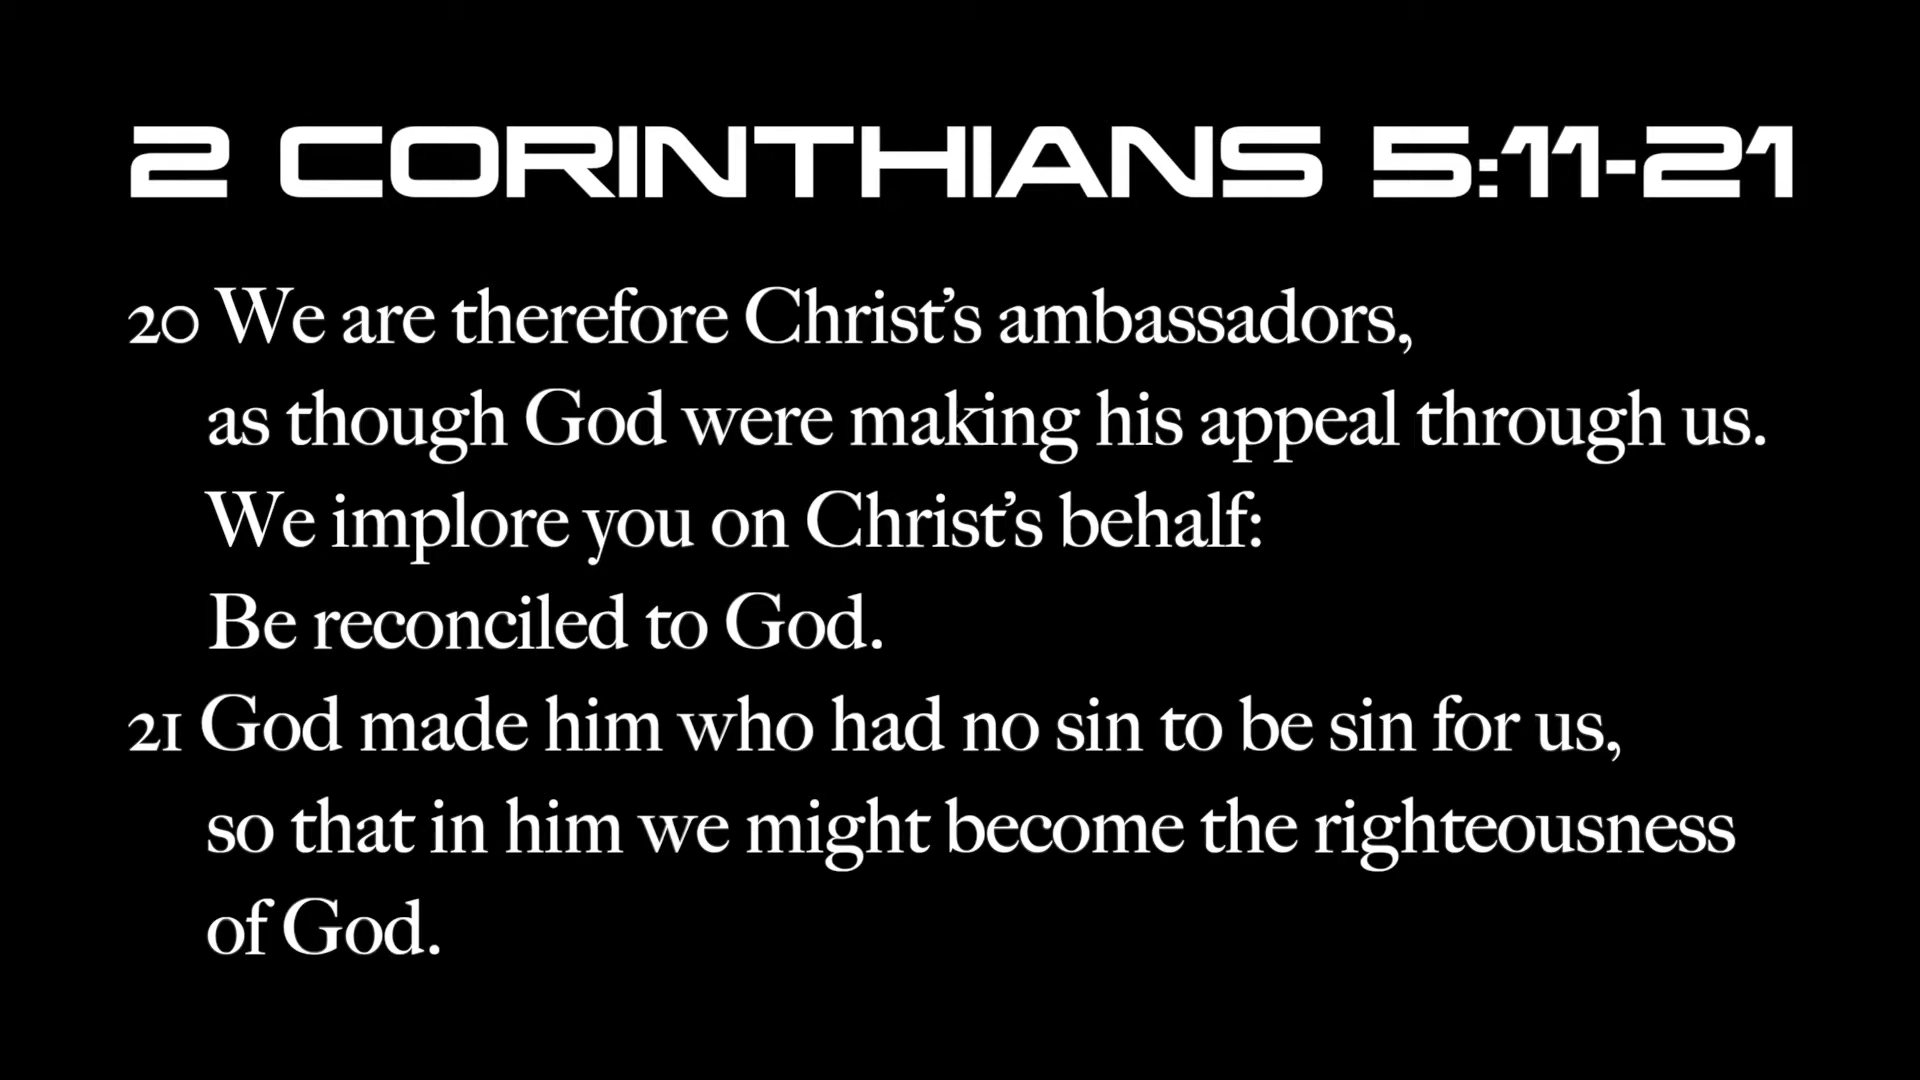 2 CORINTHIANS 5:11-21
20 We are therefore Christ’s ambassadors,
as though God were making his appeal through us.
We implore you on Christ’s behalf:
Be reconciled to God.
21 God made him who had no sin to be sin for us,
so that in him we might become the righteousness
of God.